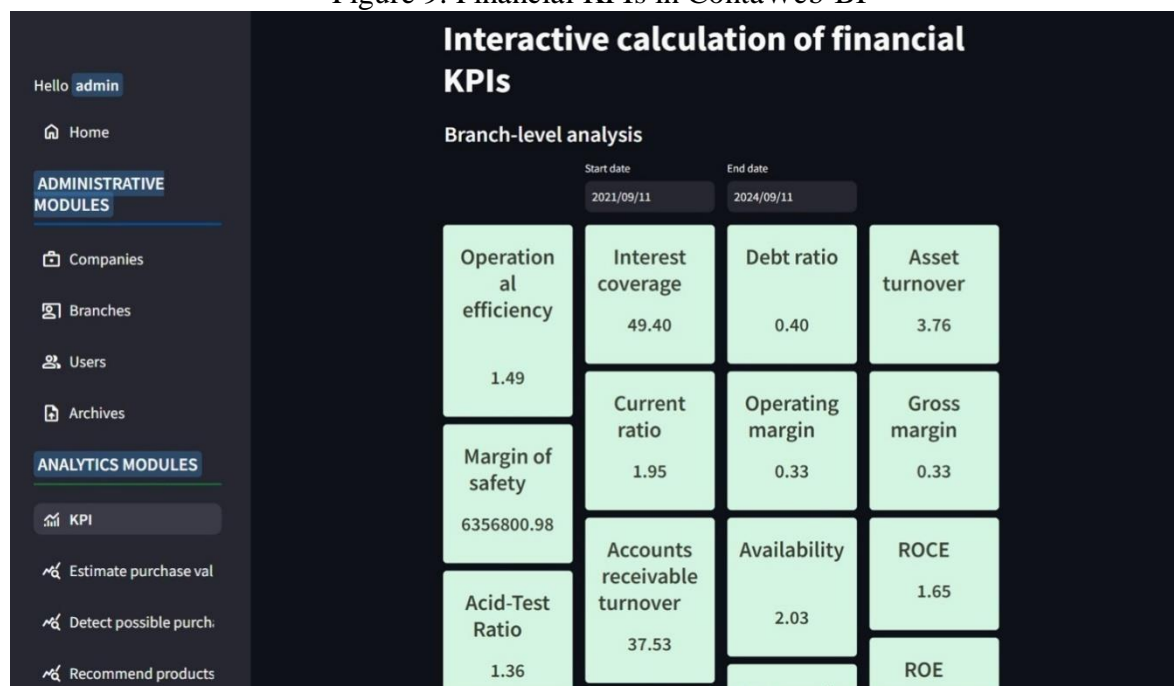 Figure 9. Financial KPIs in ContaWeb-BI
Hello admin
Home
ADMINISTRATIVE
MODULES
Companies
Branches
Users
Archives
ANALYTICS MODULES
KPI
Estimate purchase val
Detect possible purch
Recommend products
Interactive calculation of financial
KPIs
Branch-level analysis
Start date
2021/09/11
End date
2024/09/11
Operation
al
efficiency
1.49
Margin of
safety
6356800.98
Acid-Test
Ratio
1.36
Interest
coverage
49.40
Current
ratio
1.95
Accounts
receivable
turnover
37.53
Debt ratio
0.40
Operating
margin
0.33
Availability
2.03
Asset
turnover
3.76
Gross
margin
0.33
ROCE
1.65
ROE